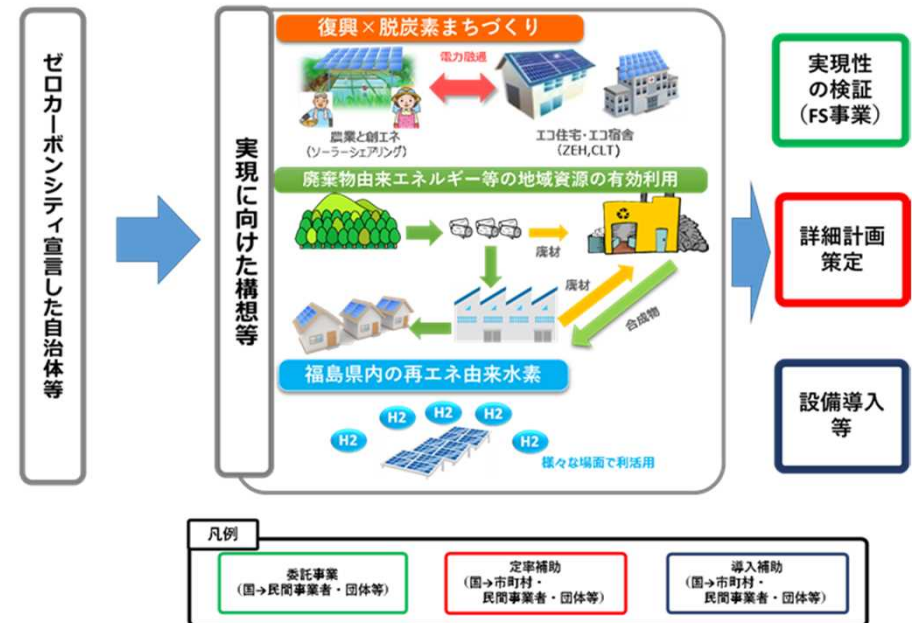 ゼロカーボンシティ宣言した自治体等
実現に向けた構想等
復興×脱炭素まちづくり
電力融通
農業と創エネ
(ソーラーシェアリング)
エコ住宅・エコ宿舎
(ZEH,CLT)
廃棄物由来エネルギー等の地域資源の有効利用
廃材
廃材
合成物
福島県内の再エネ由来水素
H2
H2
H2
H2
H2
様々な場面で利活用
実現性
の検証
(FS事業)
詳細計画
策定
設備導入
等
凡例
委託事業
(国→民間事業者・団体等)
定率補助
(国→市町村・
民間事業者・団体等)
導入補助
(国→市町村・
民間事業者・団体等)